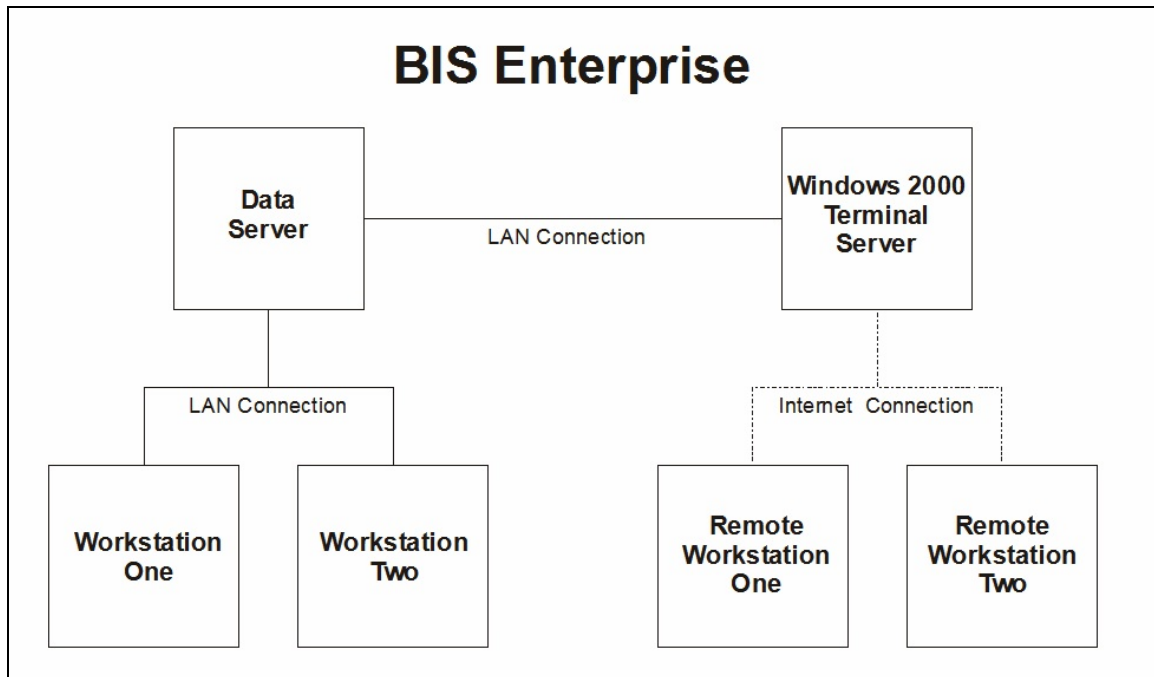 BIS Enterprise
Data
Server
Windows 2000
Terminal
Server
LAN Connection
LAN Connection
Internet Connection
Workstation
One
Workstation
Two
Remote
Workstation
One
Remote
Workstation
Two